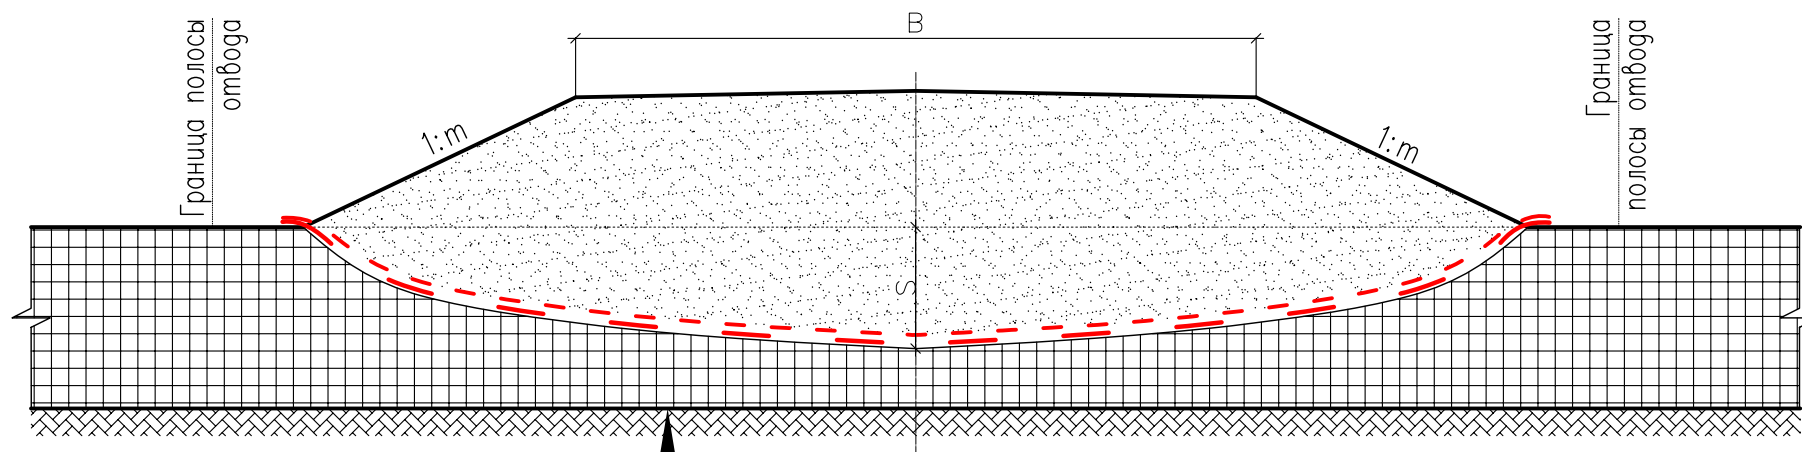 Граница полосы
отвода
B
Граница
полосы отвода
1:m
1:m
S